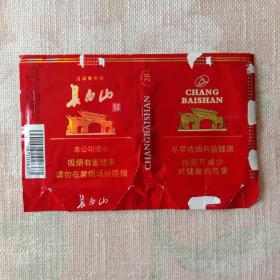 长白山
本公司提示
吸烟有害健康
请勿在禁烟场所吸烟
长白山
20
CHANGBAISHAN
CHANG
BAISHAN
尽早戒烟有益健康
戒烟可减少
对健康的危害